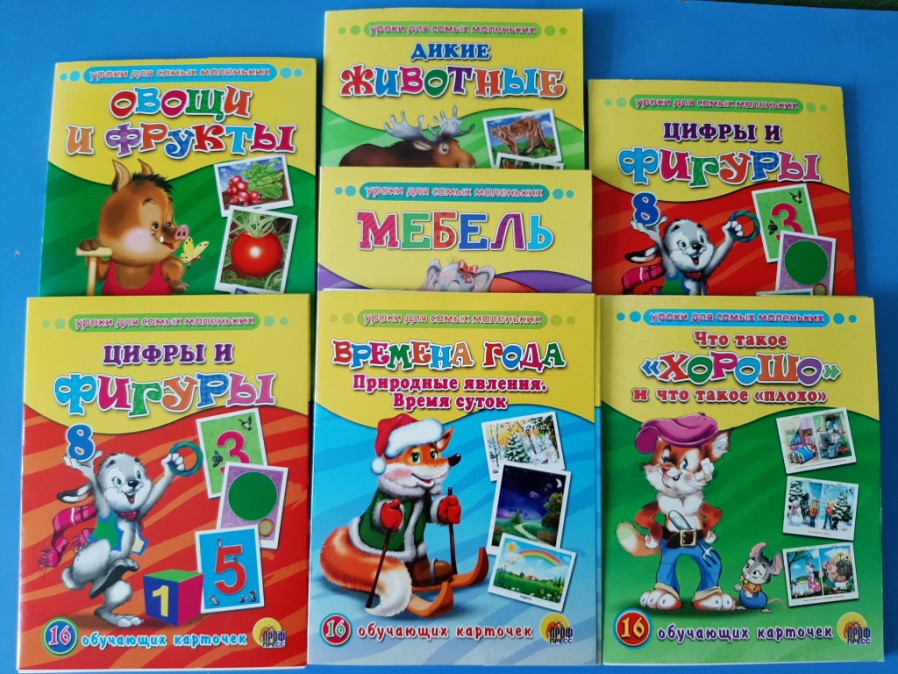 уроки для самых маленьких
ДИКИЕ
ЖИВОТНЫЕ
уроки для самых маленьких
ОВОЩИ
И ФРУКТЫ
уроки для самых маленьких
ЦИФРЫ И
ФИГУРЫ
8
3
уроки для самых маленьких
МЕБЕЛЬ
уроки для самых маленьких
ЦИФРЫ И
ФИГУРЫ
8
3
5
1
16 обучающих карточек
ПРОФ
ПРЕСС
уроки для самых маленьких
ВРЕМЕНА ГОДА
Природные явления.
Время суток
16 обучающих карточек
ПРОФ
ПРЕСС
уроки для самых маленьких
Что такое
«ХОРОШО»
и что такое «плохо»
16 обучающих карточек
ПРОФ
ПРЕСС